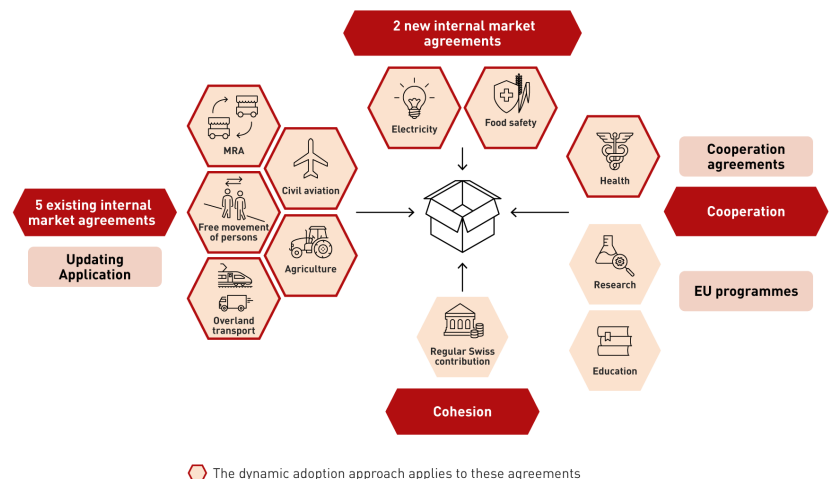 2 new internal market
agreements
Electricity
Food safety
MRA
Civil aviation
Free movement
of persons
Agriculture
Overland
transport
5 existing internal
market agreements
Updating
Application
Health
Cooperation
agreements
Cooperation
Research
EU programmes
Education
Regular Swiss
contribution
Cohesion
The dynamic adoption approach applies to these agreements